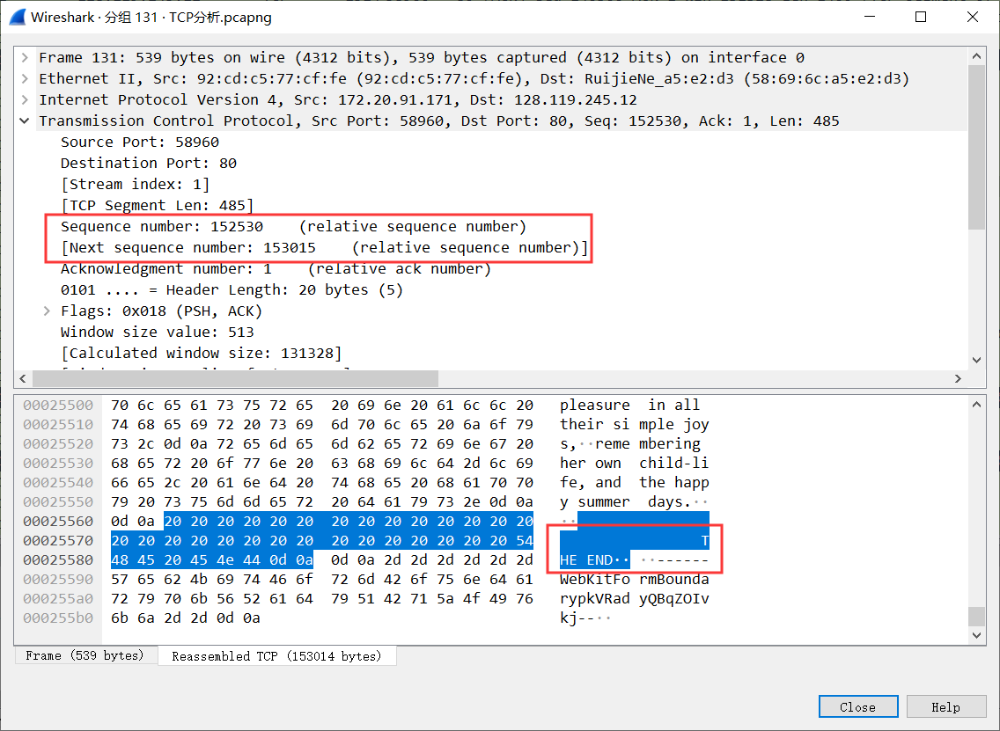 Wireshark · 分组 131 · TCP分析.pcapng
Frame 131: 539 bytes on wire (4312 bits), 539 bytes captured (4312 bits) on interface 0
Ethernet II, Src: 92:cd:c5:77:cf:fe (92:cd:c5:77:cf:fe), Dst: RuijieNe_a5:e2:d3 (58:69:6c:a5:e2:d3)
Internet Protocol Version 4, Src: 172.20.91.171, Dst: 128.119.245.12
Transmission Control Protocol, Src Port: 58960, Dst Port: 80, Seq: 152530, Ack: 1, Len: 485
Source Port: 58960
Destination Port: 80
[Stream index: 1]
[TCP Segment Len: 485]
Sequence number: 152530    (relative sequence number)
[Next sequence number: 153015    (relative sequence number)]
Acknowledgment number: 1    (relative ack number)
0101 .... = Header Length: 20 bytes (5)
Flags: 0x018 (PSH, ACK)
Window size value: 513
[Calculated window size: 131328]
00025500  70 6c 65 61 73 75 72 65  20 69 6e 20 61 6c 6c 20  pleasure  in all
00025510  74 68 65 69 72 20 73 69  6d 70 6c 65 20 6a 6f 79  their si mple joy
00025520  73 2c 0d 0a 72 65 6d 65  6d 62 65 72 69 6e 67 20  s,··reme mbering
00025530  68 65 72 20 6f 77 6e 20  63 68 69 6c 64 2d 6c 69  her own  child-li
00025540  66 65 2c 20 61 6e 64 20  74 68 65 20 68 61 70 70  fe, and  the happ
00025550  79 20 73 75 6d 6d 65 72  20 64 61 79 73 2e 0d 0a  y summer  days.··
00025560  0d 0a 20 20 20 20 20 20  20 20 20 20 20 20 20 20  ··
00025570  20 20 20 20 20 20 20 20  20 20 20 20 20 20 20 54  T
00025580  48 45 20 45 4e 44 0d 0a  0d 0a 2d 2d 2d 2d 2d 2d  HE END·· ··------
00025590  57 65 62 4b 69 74 46 6f  72 6d 42 6f 75 6e 64 61  WebKitFo rmBounda
000255a0  72 79 70 6b 56 52 61 64  79 51 42 71 5a 4f 49 76  rypkVRad yQBqZOIv
000255b0  6b 6a 2d 2d 0d 0a  kj--··
Frame (539 bytes)  Reassembled TCP (153014 bytes)
Close  Help